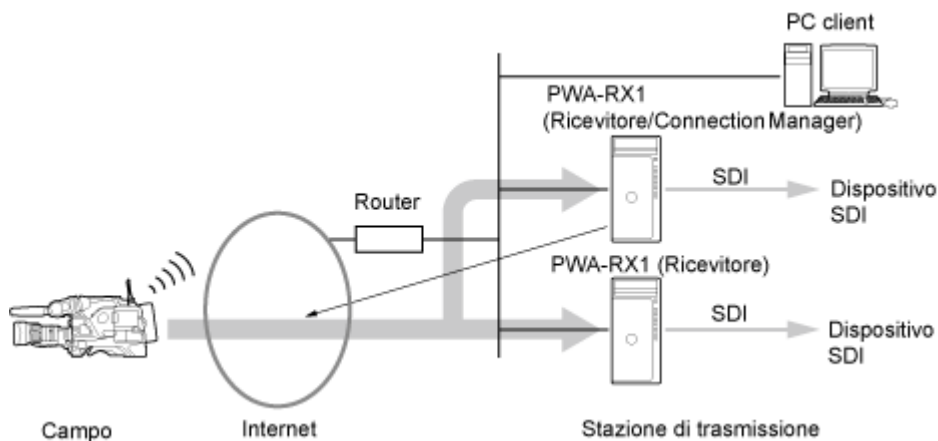 PC client
PWA-RX1
(Ricevitore/Connection Manager)
SDI
Dispositivo
SDI
Router
PWA-RX1 (Ricevitore)
SDI
Dispositivo
SDI
Campo
Internet
Stazione di trasmissione